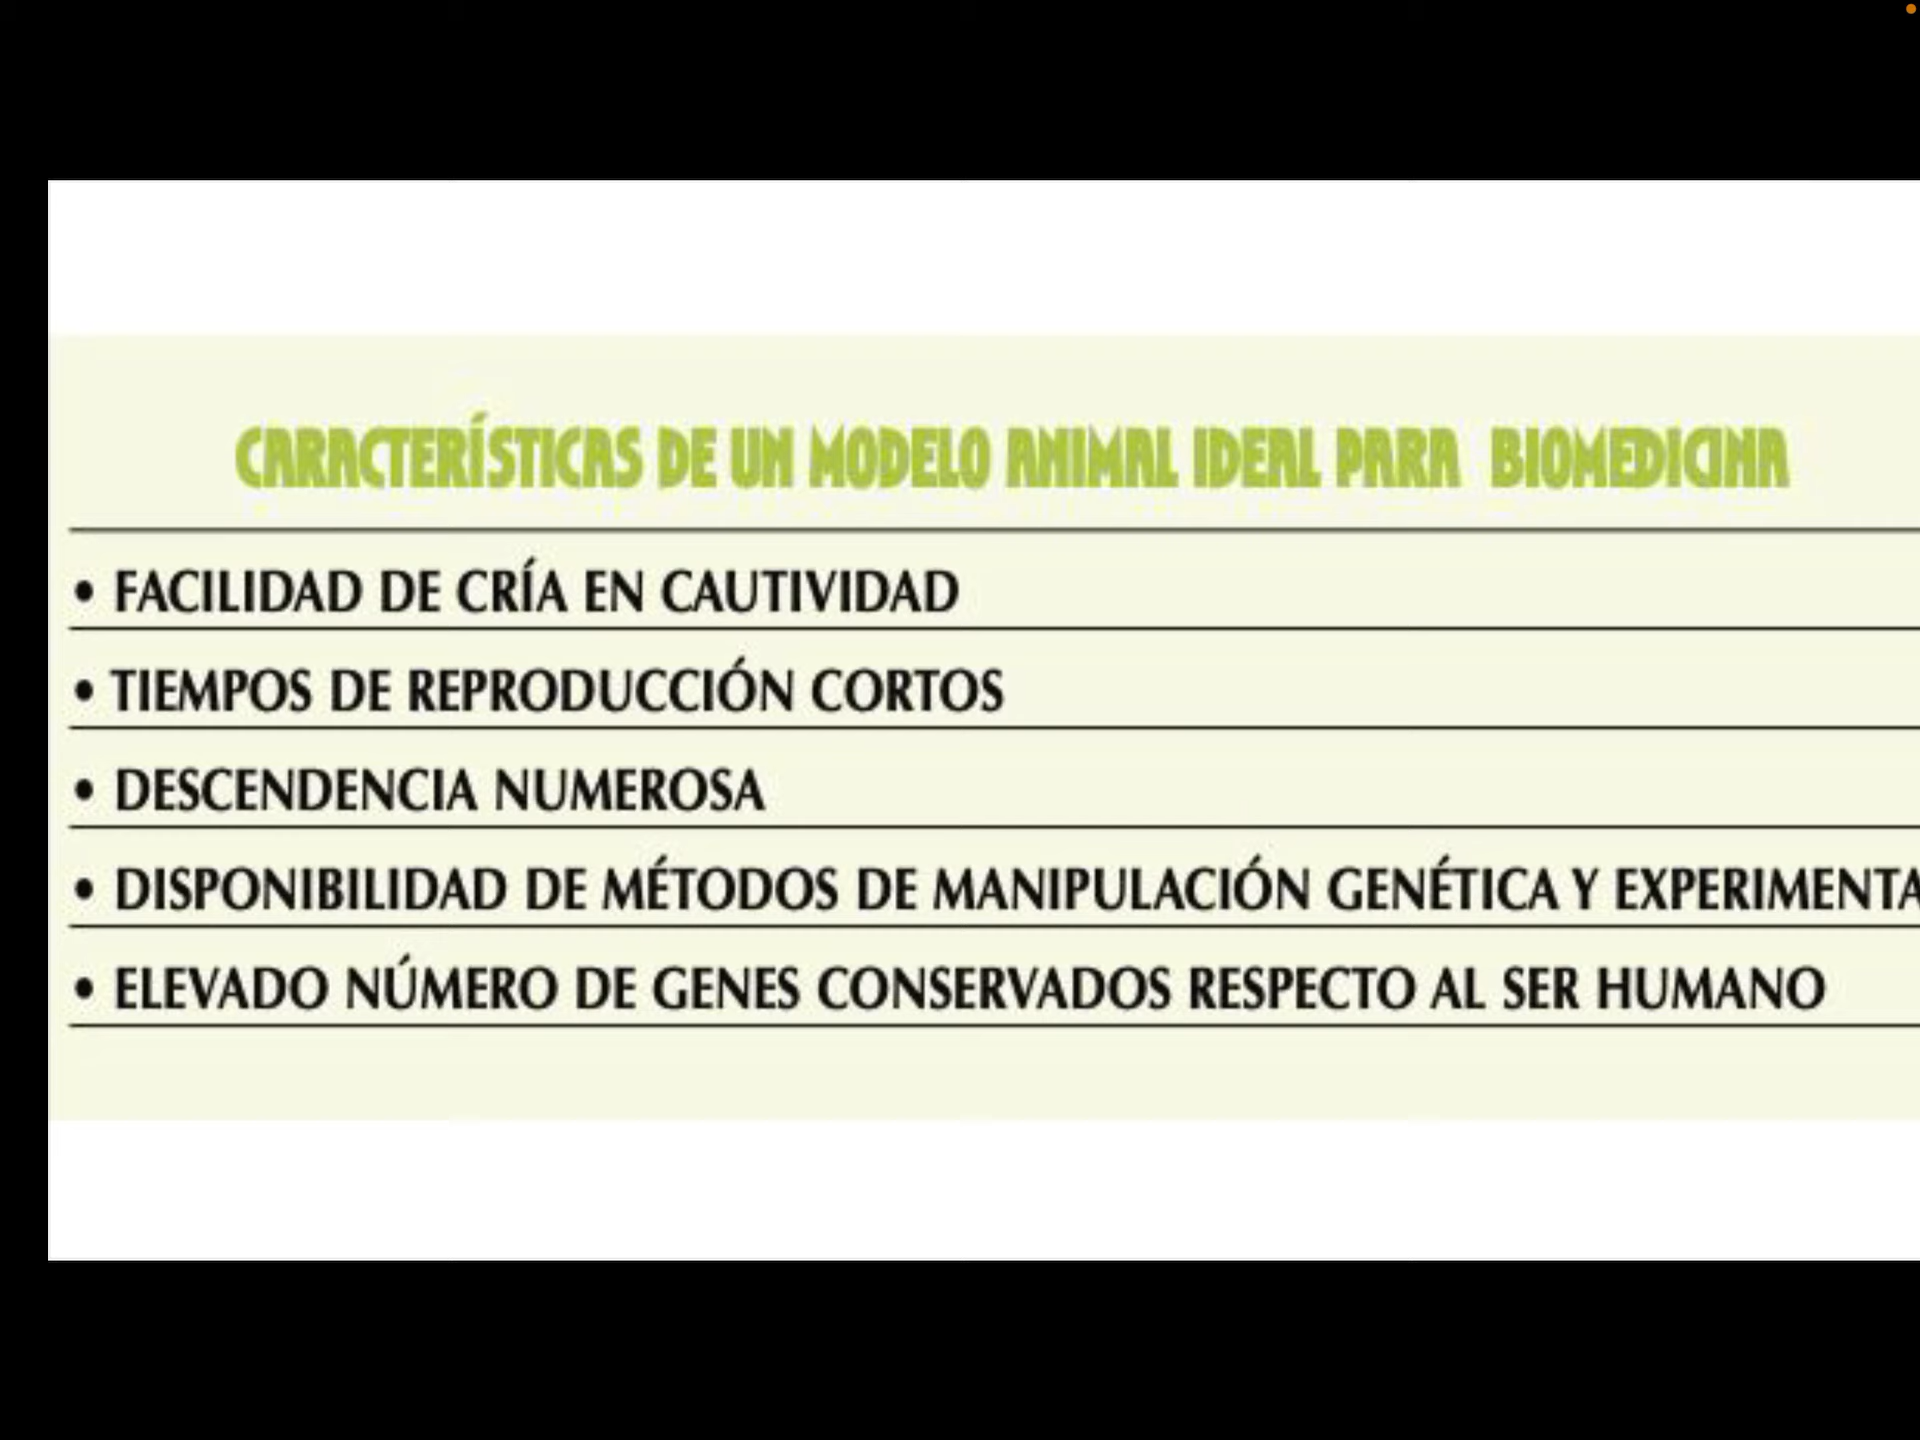 CARACTERÍSTICAS DE UN MODELO ANIMAL IDEAL PARA BIOMEDICINA
• FACILIDAD DE CRÍA EN CAUTIVIDAD
• TIEMPOS DE REPRODUCCIÓN CORTOS
• DESCENDENCIA NUMEROSA
• DISPONIBILIDAD DE MÉTODOS DE MANIPULACIÓN GENÉTICA Y EXPERIMENTA
• ELEVADO NÚMERO DE GENES CONSERVADOS RESPECTO AL SER HUMANO